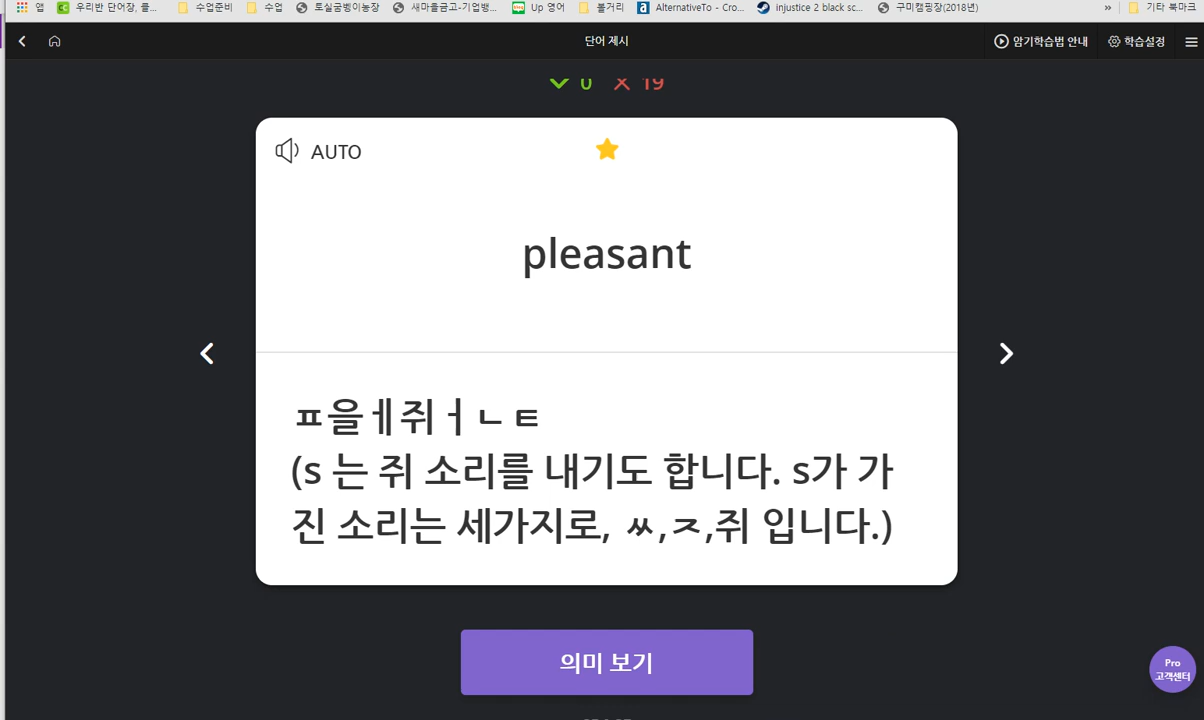 앱 우리반 단어장, 클... 수업준비 수업 토실굼벵이농장 새마을금고-기업뱅... Up 영어 볼거리 AlternativeTo - Cro... injustice 2 black sc... 구미캠핑장(2018년) » 기타 북마크
단어 제시 암기학습법 안내 학습설정
0 19
AUTO
pleasant
ㅍ을ㅔ쥐ㅓㄴㅌ
(s 는 쥐 소리를 내기도 합니다. s가 가
진 소리는 세가지로, ㅆ,ㅈ,쥐 입니다.)
의미 보기
Pro
고객센터